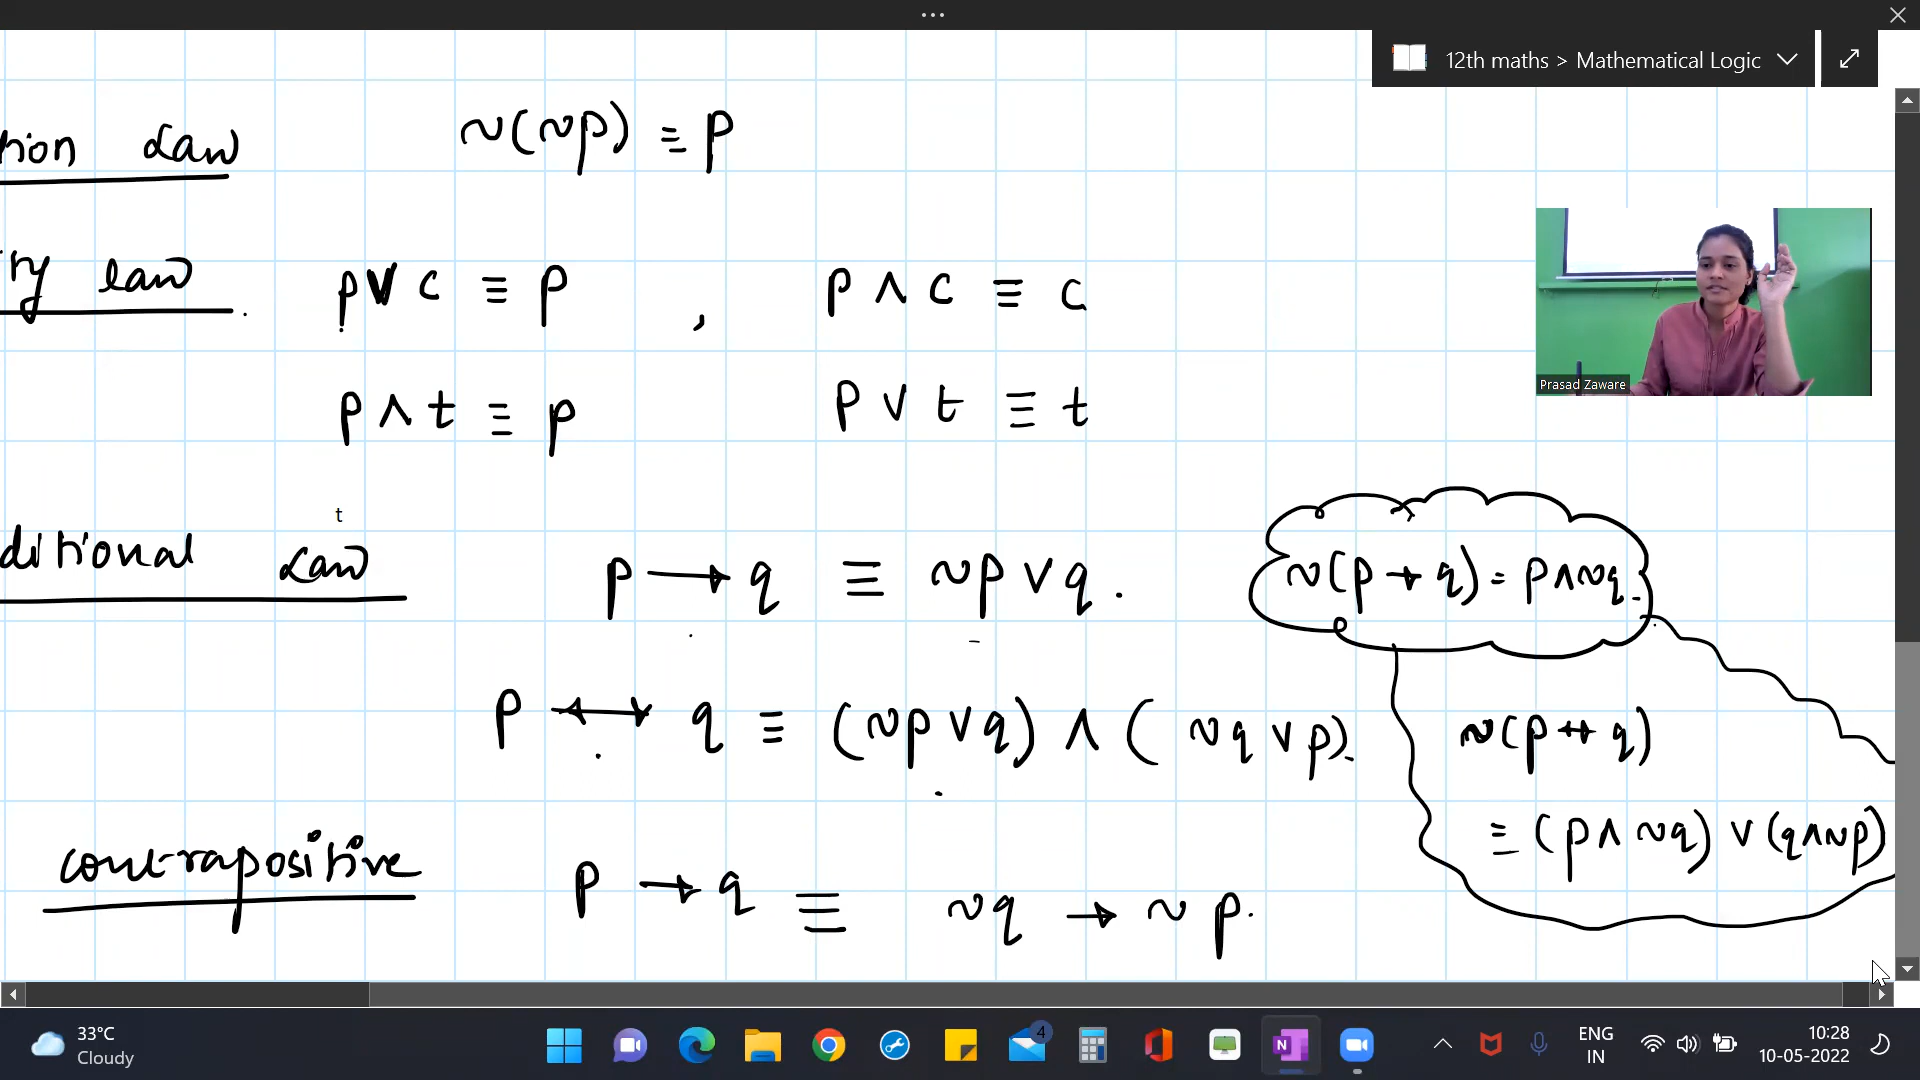 12th maths > Mathematical Logic
tion Law ~(~p) ≡ p
ry law. p ∨ c ≡ p , p ∧ c ≡ c
Prasad Zaware
p ∧ t ≡ p p ∨ t ≡ t
t
ditional Law p → q ≡ ~p ∨ q. ~(p → q) = p ∧ ~q.
p ↔ q ≡ (~p ∨ q) ∧ (~q ∨ p). ~(p ↔ q)
≡ (p ∧ ~q) ∨ (q ∧ ~p)
contrapositive p → q ≡ ~q → ~p.
33°C
Cloudy
4
ENG
IN
10:28
10-05-2022